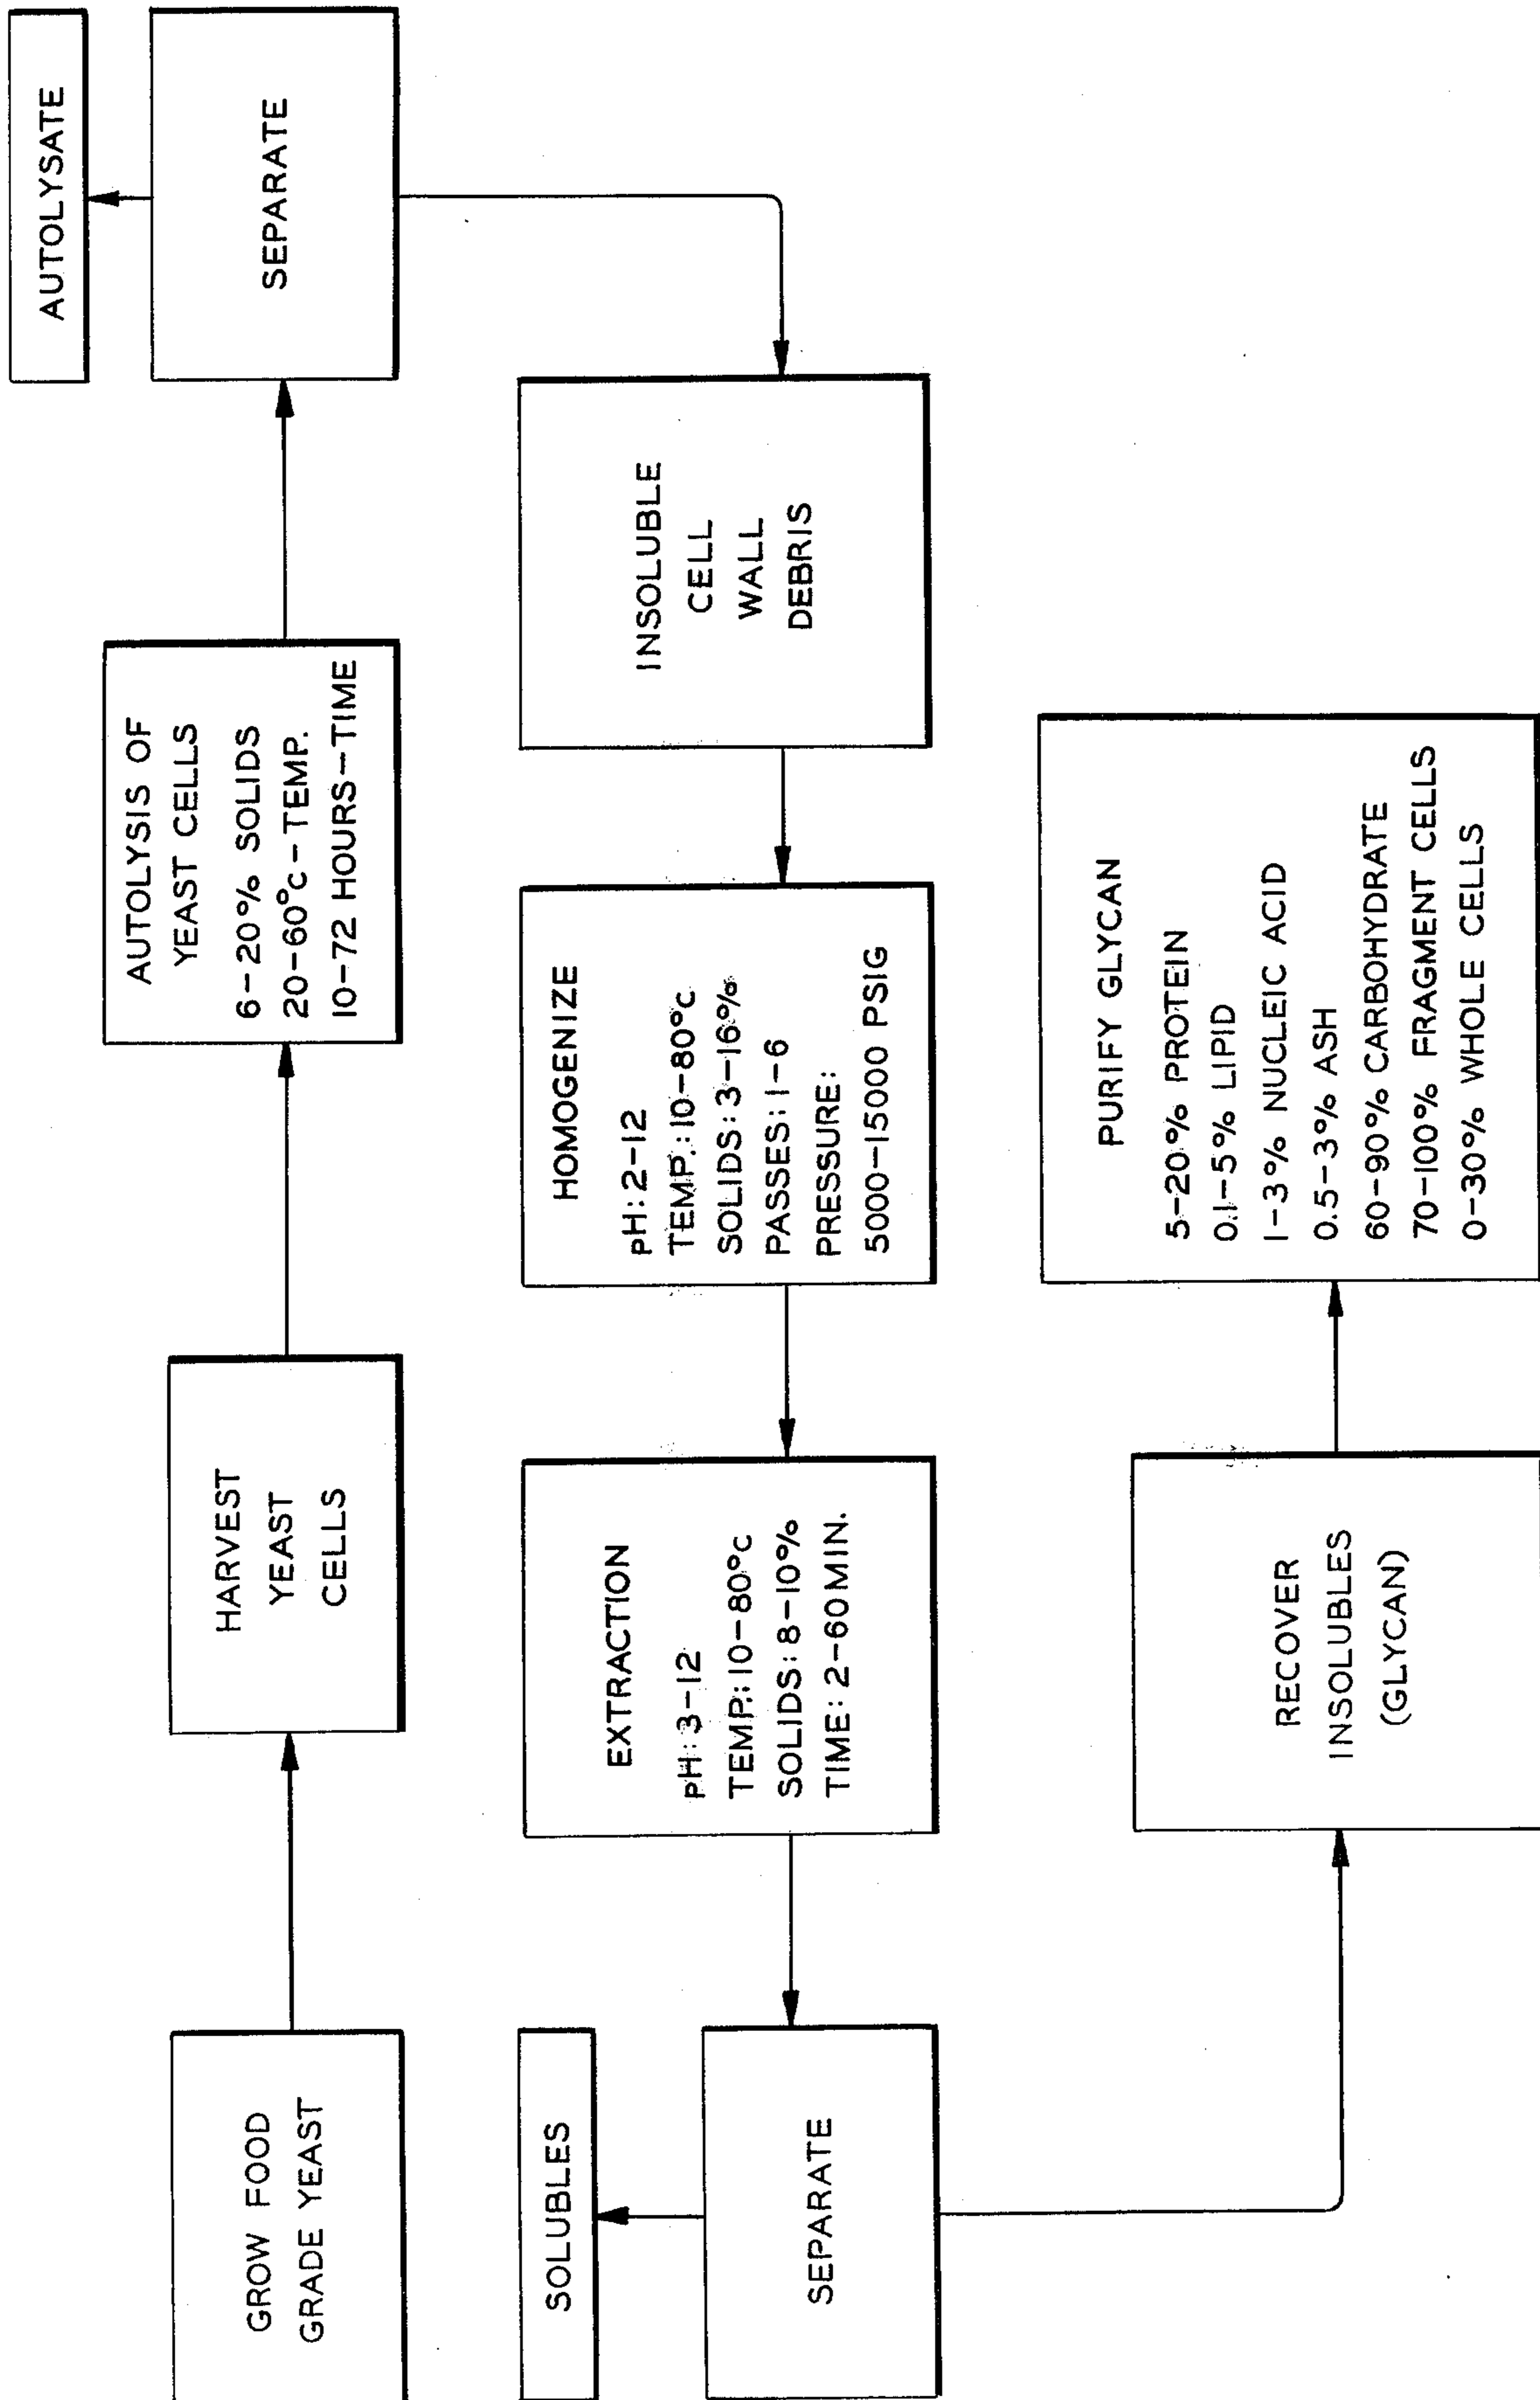 GROW FOOD
GRADE YEAST
HARVEST
YEAST
CELLS
AUTOLYSIS OF
YEAST CELLS
6-20% SOLIDS
20-60°c-TEMP.
10-72 HOURS-TIME
SEPARATE
AUTOLYSATE
INSOLUBLE
CELL
WALL
DEBRIS
HOMOGENIZE
pH:2-12
TEMP.:10-80°c
SOLIDS:3-16%
PASSES:1-6
PRESSURE:
5000-15000 PSIG
EXTRACTION
pH:3-12
TEMP.:10-80°c
SOLIDS:8-10%
TIME:2-60MIN.
SEPARATE
SOLUBLES
RECOVER
INSOLUBLES
(GLYCAN)
PURIFY GLYCAN
5-20% PROTEIN
0.1-5% LIPID
1-3% NUCLEIC ACID
0.5-3% ASH
60-90% CARBOHYDRATE
70-100% FRAGMENT CELLS
0-30% WHOLE CELLS